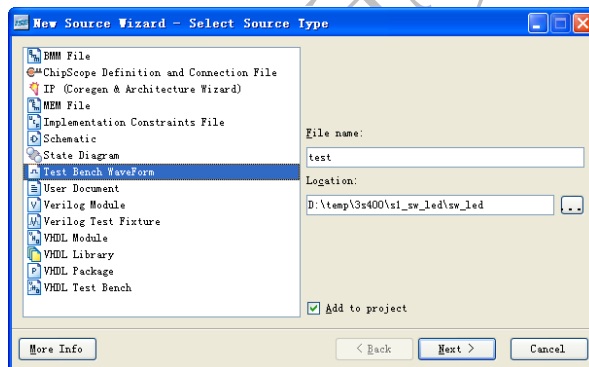 New Source Wizard - Select Source Type
BMM File
ChipScope Definition and Connection File
IP (Coregen & Architecture Wizard)
MEM File
Implementation Constraints File
Schematic
State Diagram
Test Bench WaveForm
User Document
Verilog Module
Verilog Test Fixture
VHDL Module
VHDL Library
VHDL Package
VHDL Test Bench
File name:
test
Location:
D:\temp\3s400\s1_sw_led\sw_led
...
Add to project
More Info
< Back
Next >
Cancel